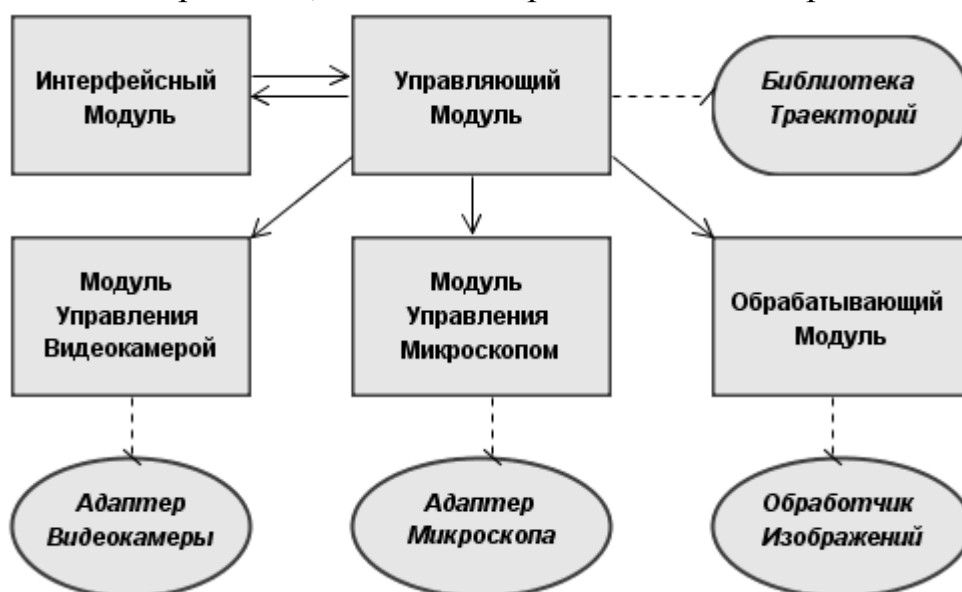 Интерфейсный
Модуль
Управляющий
Модуль
Библиотека
Траекторий
Модуль
Управления
Видеокамерой
Модуль
Управления
Микроскопом
Обрабатывающий
Модуль
Адаптер
Видеокамеры
Адаптер
Микроскопа
Обработчик
Изображений